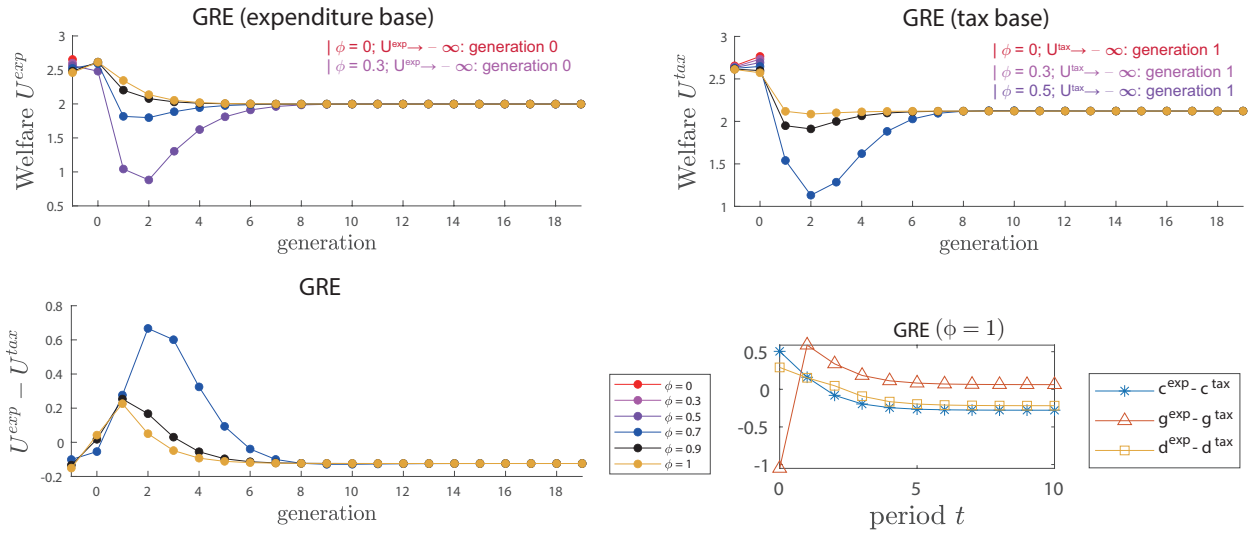 GRE (expenditure base)
Welfare U^exp
3
2.5
2
1.5
1
0.5
| ϕ = 0; U^exp→ − ∞: generation 0
| ϕ = 0.3; U^exp→ − ∞: generation 0
0 2 4 6 8 10 12 14 16 18
generation
GRE (tax base)
Welfare U^tax
3
2.5
2
1.5
1
| ϕ = 0; U^tax→ − ∞: generation 1
| ϕ = 0.3; U^tax→ − ∞: generation 1
| ϕ = 0.5; U^tax→ − ∞: generation 1
0 2 4 6 8 10 12 14 16 18
generation
GRE
U^exp − U^tax
0.8
0.6
0.4
0.2
0
-0.2
0 2 4 6 8 10 12 14 16 18
generation
ϕ = 0
ϕ = 0.3
ϕ = 0.5
ϕ = 0.7
ϕ = 0.9
ϕ = 1
GRE (ϕ = 1)
0.5
0
-0.5
-1
0 5 10
period t
c^exp - c^tax
g^exp - g^tax
d^exp - d^tax